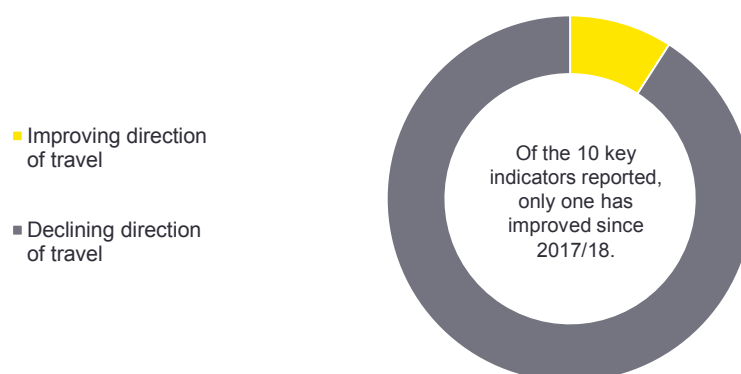 Improving direction
of travel
Declining direction
of travel
Of the 10 key
indicators reported,
only one has
improved since
2017/18.